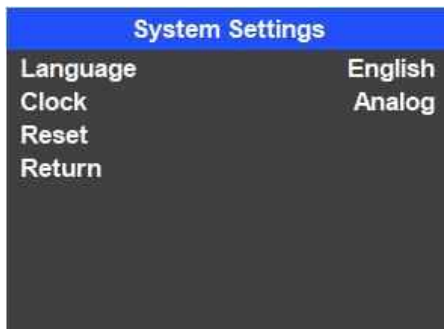 System Settings
Language English
Clock Analog
Reset
Return